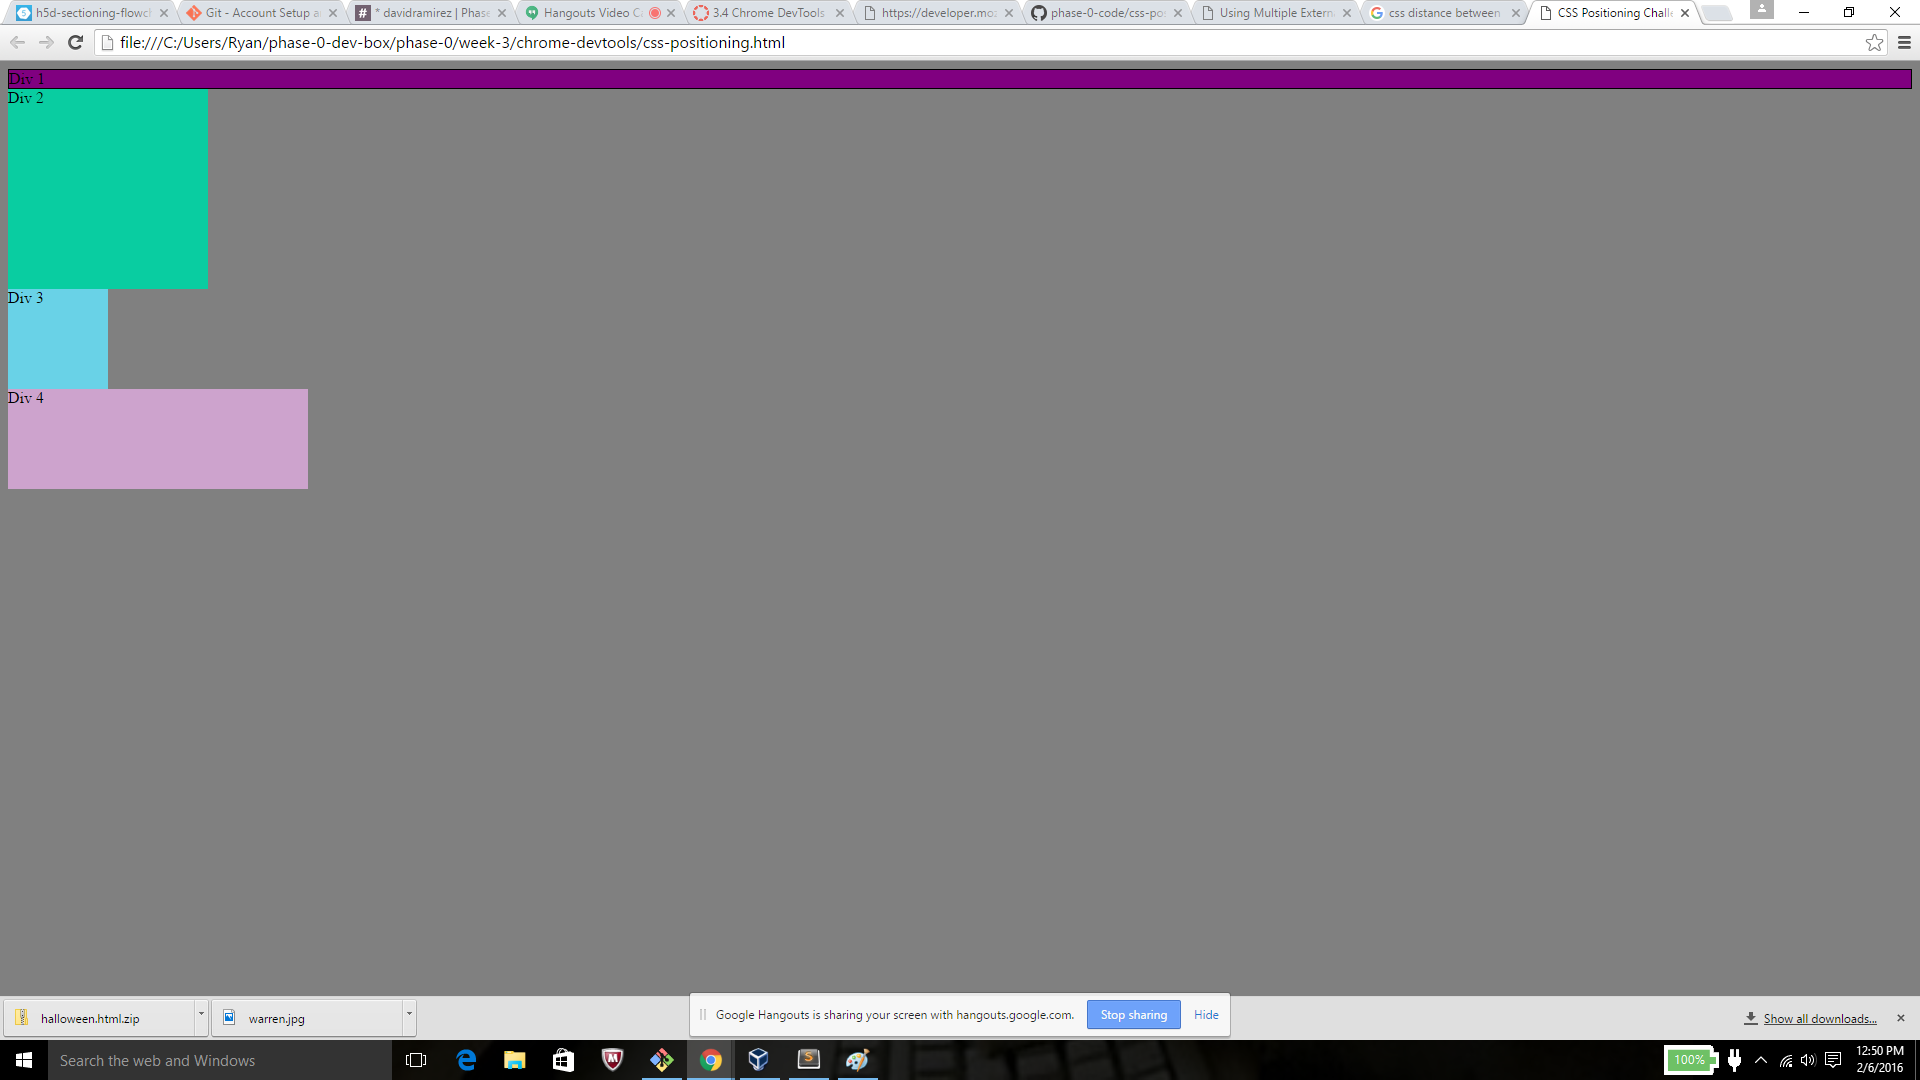 h5d-sectioning-flowch
Git - Account Setup a
* davidramirez | Phase
Hangouts Video C
3.4 Chrome DevTools
https://developer.moz
phase-0-code/css-pos
Using Multiple Extern
css distance between
CSS Positioning Challe
file:///C:/Users/Ryan/phase-0-dev-box/phase-0/week-3/chrome-devtools/css-positioning.html
Div 1
Div 2
Div 3
Div 4
halloween.html.zip
warren.jpg
Google Hangouts is sharing your screen with hangouts.google.com.
Stop sharing
Hide
Show all downloads...
Search the web and Windows
100%
12:50 PM
2/6/2016